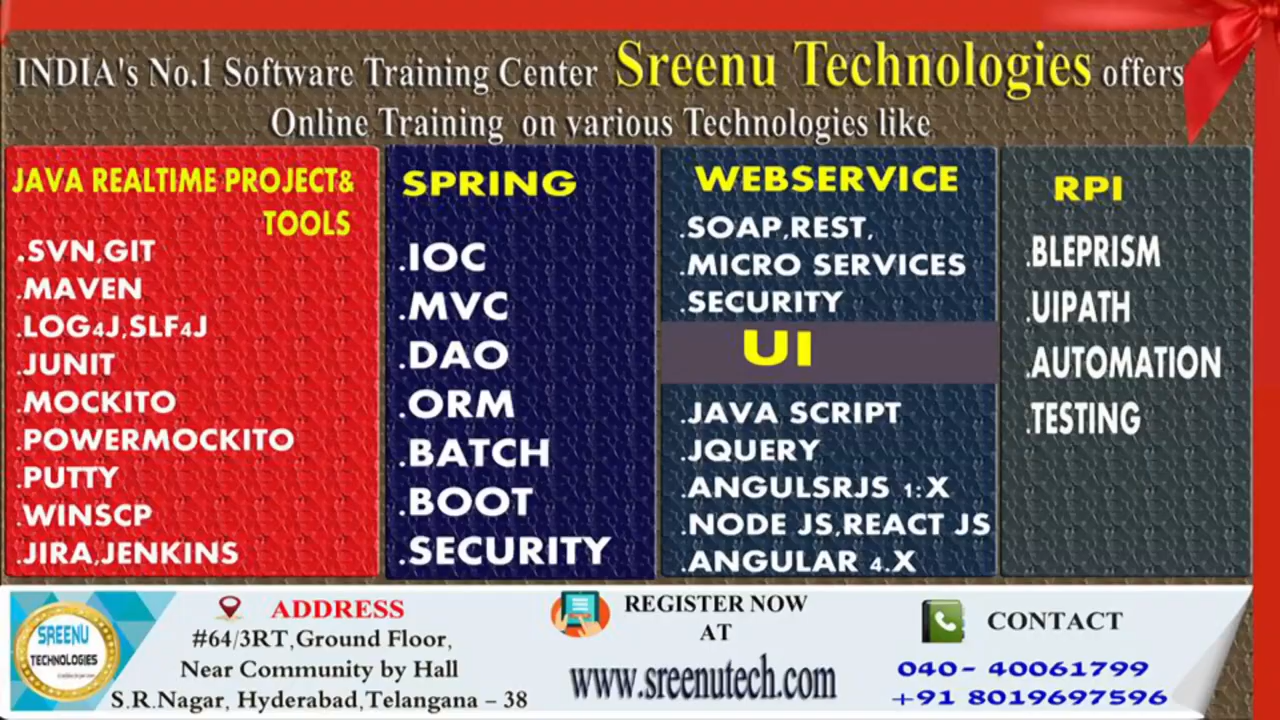 INDIA's No.1 Software Training Center Sreenu Technologies offers
Online Training on various Technologies like
JAVA REALTIME PROJECT&
TOOLS
.SVN,GIT
.MAVEN
.LOG4J,SLF4J
.JUNIT
.MOCKITO
.POWERMOCKITO
.PUTTY
.WINSCP
.JIRA,JENKINS
SPRING
.IOC
.MVC
.DAO
.ORM
.BATCH
.BOOT
.SECURITY
WEBSERVICE
.SOAP,REST,
.MICRO SERVICES
.SECURITY
UI
.JAVA SCRIPT
.JQUERY
.ANGULSRJS 1:X
.NODE JS,REACT JS
.ANGULAR 4.X
RPI
.BLEPRISM
.UIPATH
.AUTOMATION
.TESTING
SREENU
TECHNOLOGIES
ADDRESS
#64/3RT,Ground Floor,
Near Community by Hall
S.R.Nagar, Hyderabad,Telangana – 38
REGISTER NOW
AT
www.sreenutech.com
CONTACT
040- 40061799
+91 8019697596